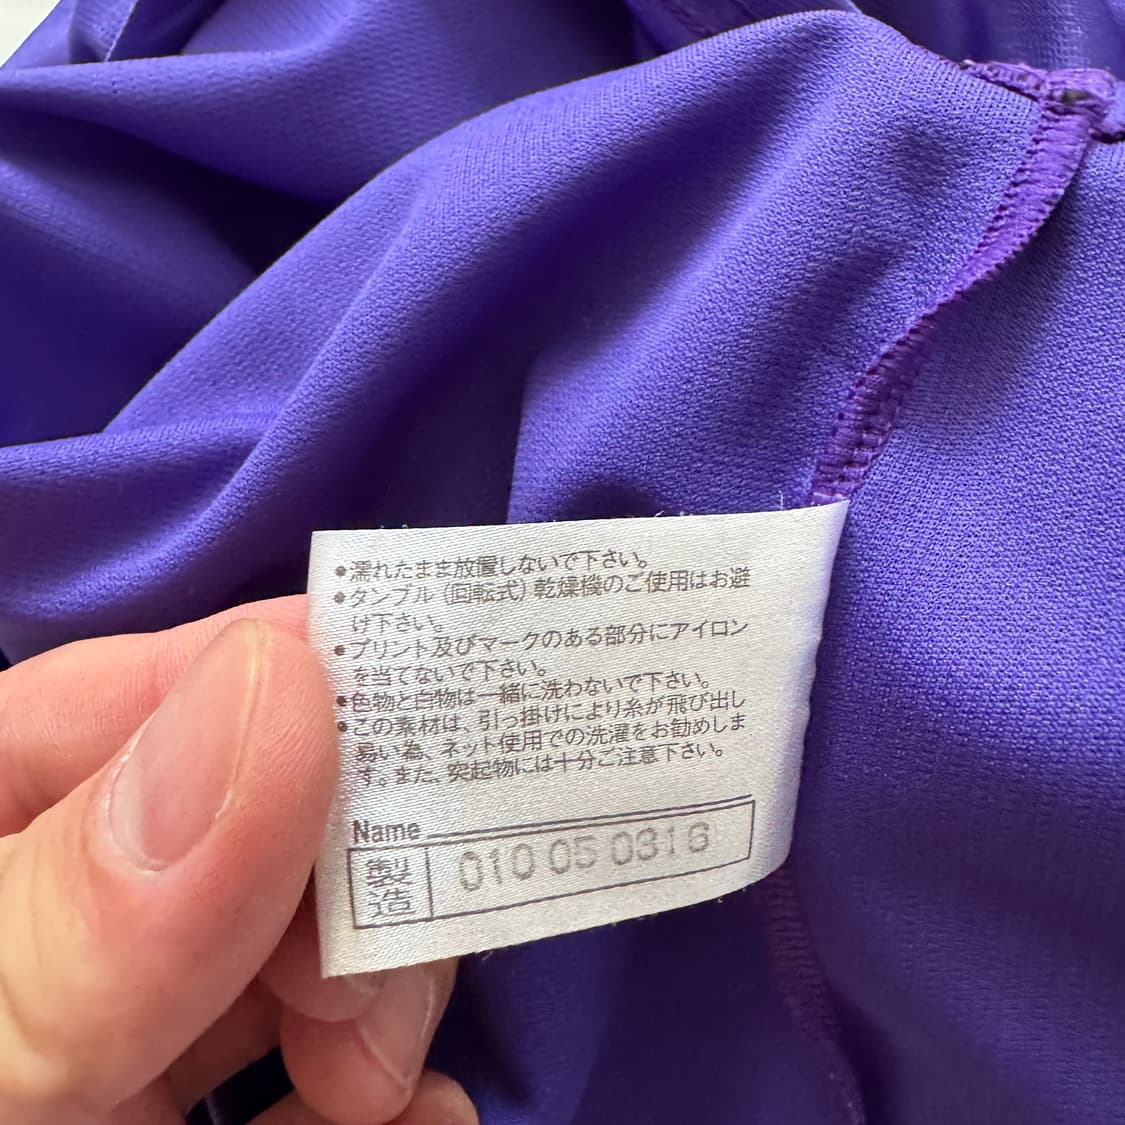 ●濡れたまま放置しないで下さい。
●タンブル（回転式）乾燥機のご使用はお避
け下さい。
●プリント及びマークのある部分にアイロン
を当てないで下さい。
●色物と白物は一緒に洗わないで下さい。
●この素材は、引っ掛けにより糸が飛び出し
易い為、ネット使用での洗濯をお勧めしま
す。また、突起物には十分ご注意下さい。
Name
製造 010 05 0316